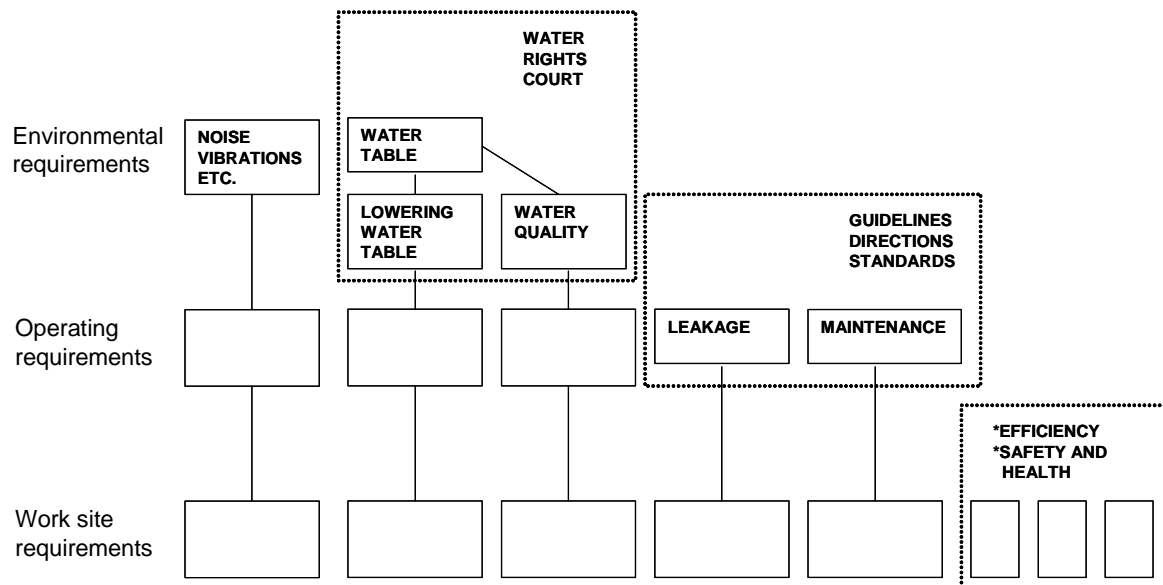 WATER
RIGHTS
COURT
Environmental
requirements
NOISE
VIBRATIONS
ETC.
WATER
TABLE
LOWERING
WATER
TABLE
WATER
QUALITY
GUIDELINES
DIRECTIONS
STANDARDS
Operating
requirements
LEAKAGE
MAINTENANCE
*EFFICIENCY
*SAFETY AND
HEALTH
Work site
requirements